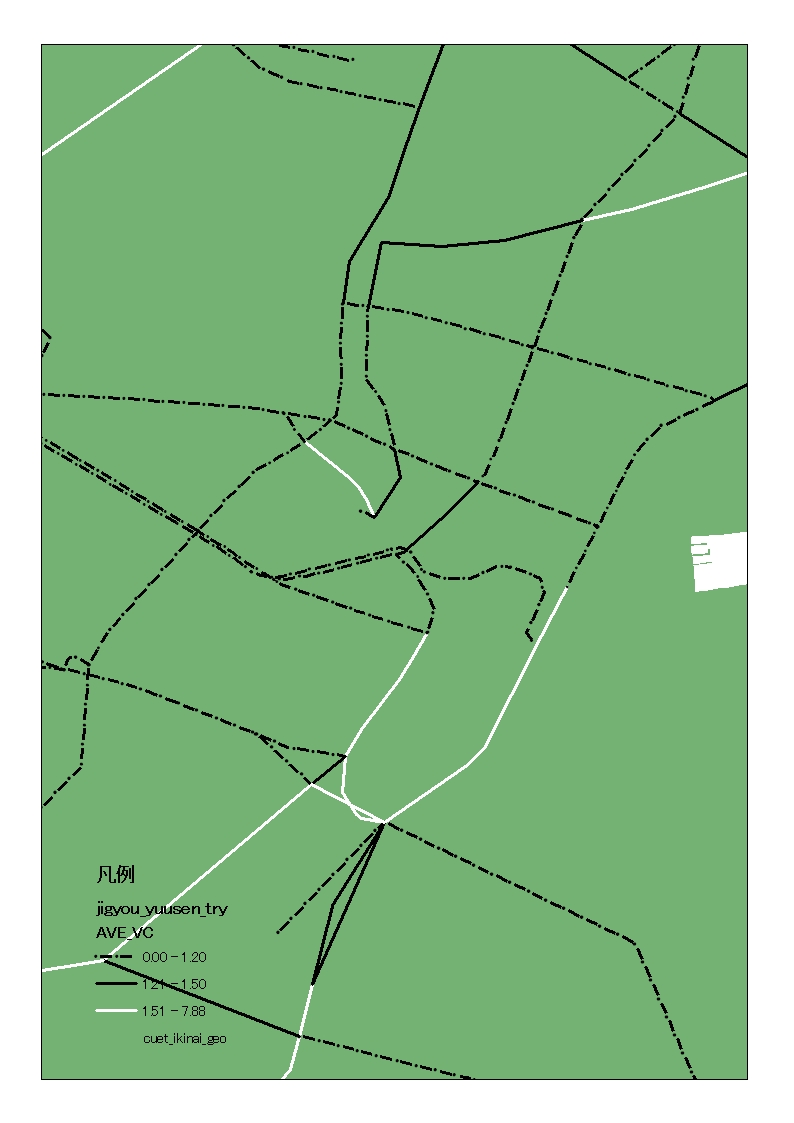 凡例
jigyou_yuusen_try
AVE_VC
0.00 - 1.20
1.21 - 1.50
1.51 - 7.88
cuet_ikinai_geo